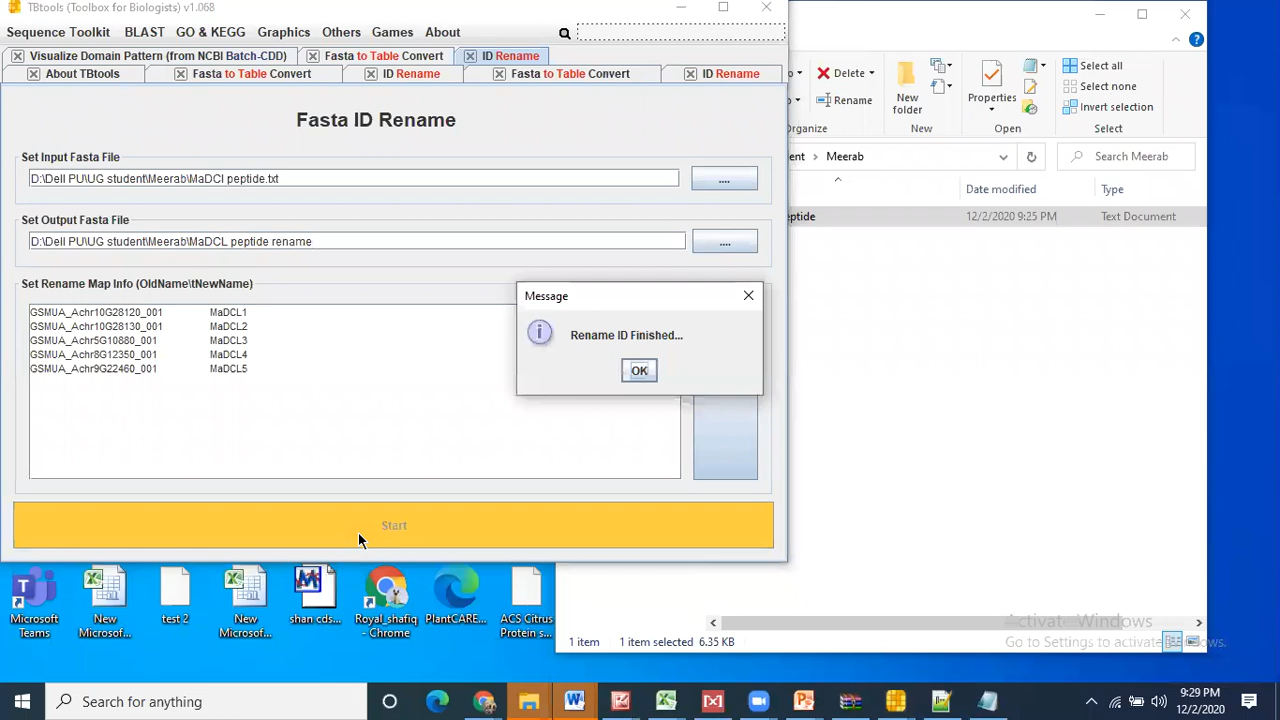 TBtools (Toolbox for Biologists) v1.068
Sequence Toolkit BLAST GO & KEGG Graphics Others Games About
Visualize Domain Pattern (from NCBI Batch-CDD) Fasta to Table Convert ID Rename
About TBtools Fasta to Table Convert ID Rename Fasta to Table Convert ID Rename
Fasta ID Rename
Set Input Fasta File
D:\Dell PU\UG student\Meerab\MaDCl peptide.txt
....
Set Output Fasta File
D:\Dell PU\UG student\Meerab\MaDCL peptide rename
....
Set Rename Map Info (OldName\tNewName)
GSMUA_Achr10G28120_001 MaDCL1
GSMUA_Achr10G28130_001 MaDCL2
GSMUA_Achr5G10880_001 MaDCL3
GSMUA_Achr8G12350_001 MaDCL4
GSMUA_Achr9G22460_001 MaDCL5
Start
Message
Rename ID Finished...
OK
Delete
Rename
New folder
Properties
Select all
Select none
Invert selection
Organize New Open Select
ent Meerab
Search Meerab
Date modified Type
eptide 12/2/2020 9:25 PM Text Document
1 item 1 item selected 6.35 KB
Activate Windows
Go to Settings to activate Windows.
Microsoft Teams
New Microsof...
test 2
New Microsof...
shan cds...
Royal_shafiq - Chrome
PlantCARE...
ACS Citrus Protein s...
Search for anything
9:29 PM
12/2/2020